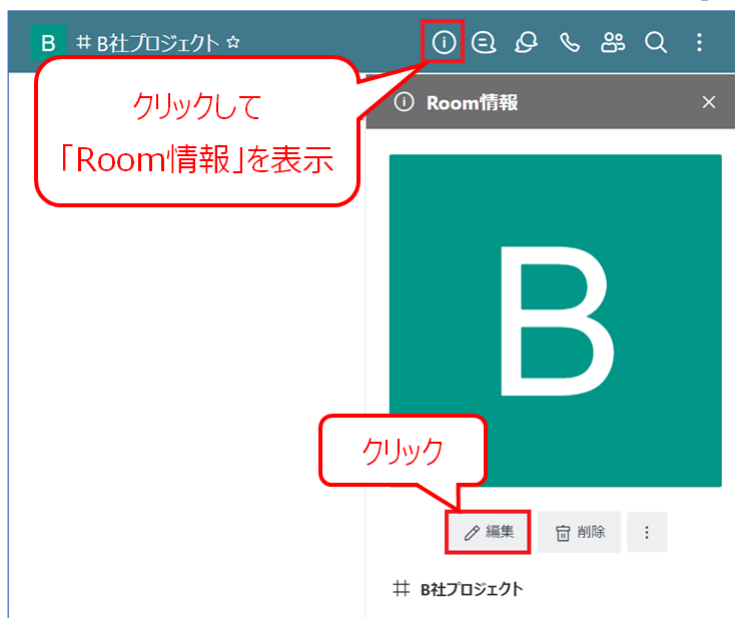 B # B社プロジェクト
クリックして
「Room情報」を表示
Room情報
B
クリック
編集 削除
# B社プロジェクト